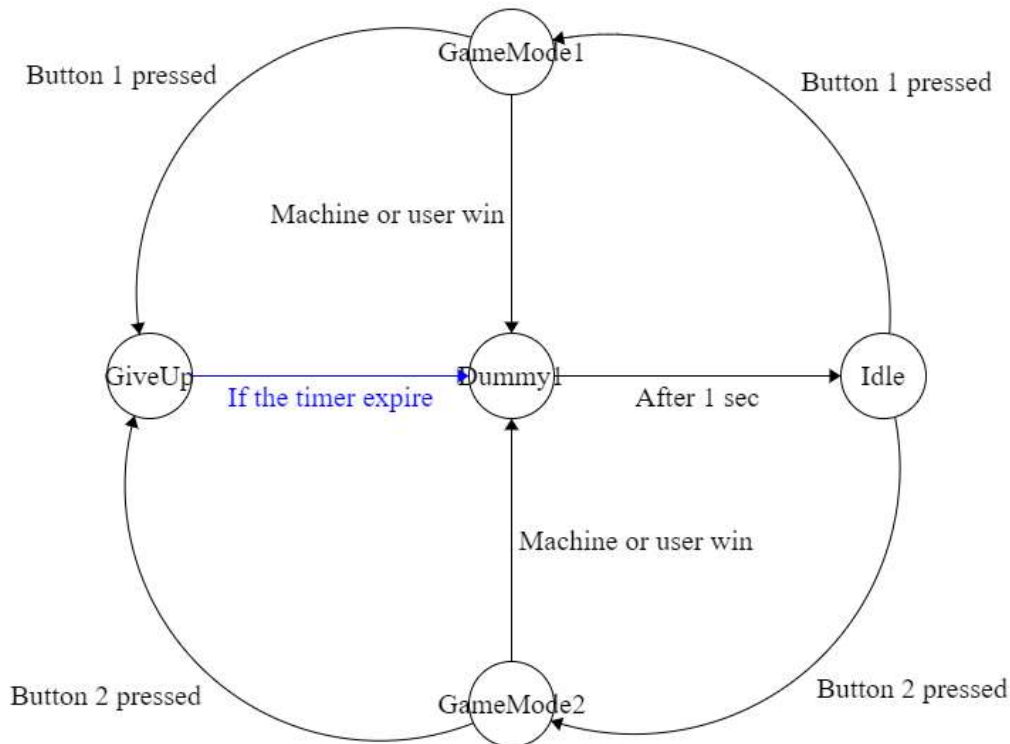 GameMode1
Button 1 pressed
Button 1 pressed
Machine or user win
GiveUp
Dummy1
Idle
If the timer expire
After 1 sec
Machine or user win
Button 2 pressed
Button 2 pressed
GameMode2